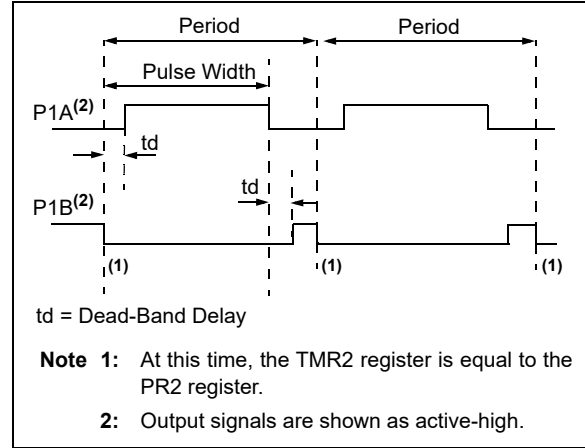 Period
Period
Pulse Width
P1A(2)
td
td
P1B(2)
(1)
(1)
(1)
td = Dead-Band Delay
Note 1: At this time, the TMR2 register is equal to the
PR2 register.
2: Output signals are shown as active-high.